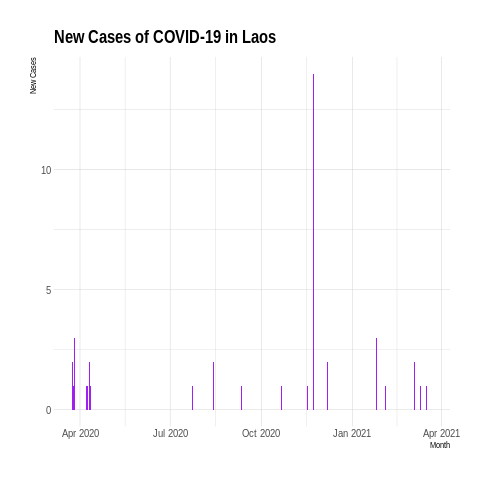 New Cases of COVID-19 in Laos
New Cases
10
5
0
Apr 2020 Jul 2020 Oct 2020 Jan 2021 Apr 2021
Month